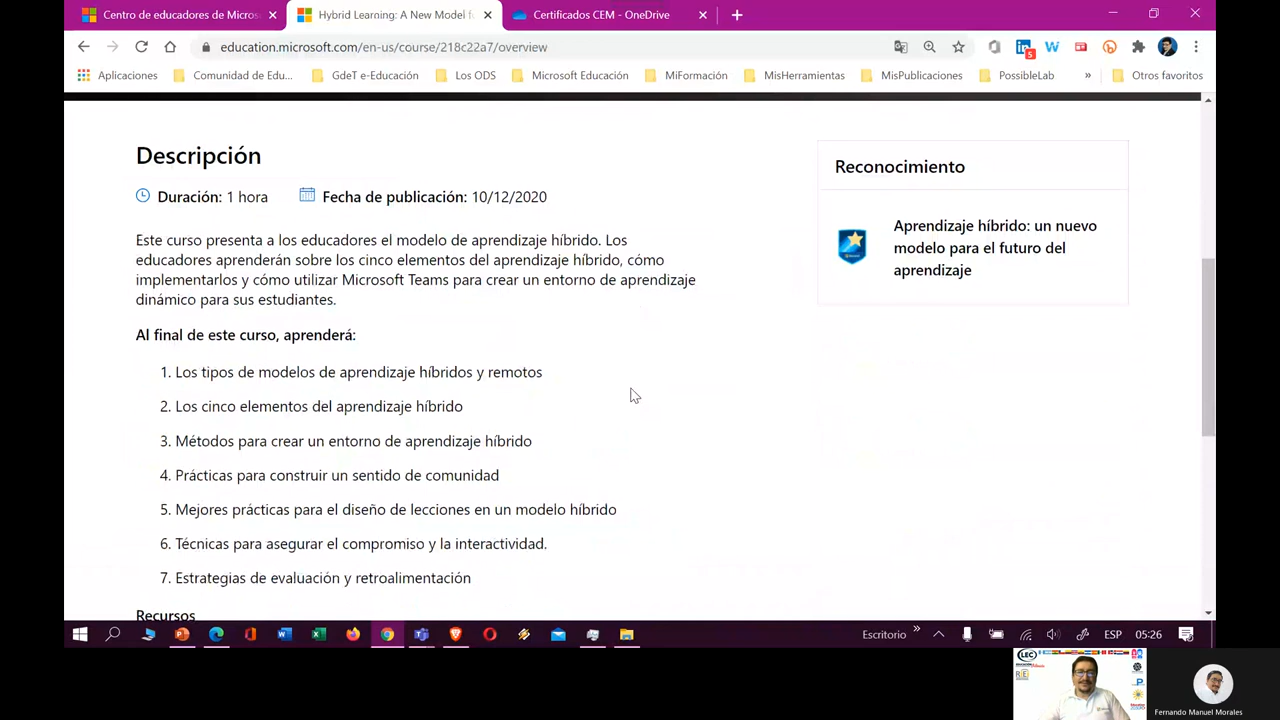 Centro de educadores de Micros
Hybrid Learning: A New Model f
Certificados CEM - OneDrive
education.microsoft.com/en-us/course/218c22a7/overview
5
Aplicaciones
Comunidad de Edu...
GdeT e-Educación
Los ODS
Microsoft Educación
MiFormación
MisHerramientas
MisPublicaciones
PossibleLab
»
Otros favoritos
Descripción
Duración: 1 hora
Fecha de publicación: 10/12/2020
Este curso presenta a los educadores el modelo de aprendizaje híbrido. Los
educadores aprenderán sobre los cinco elementos del aprendizaje híbrido, cómo
implementarlos y cómo utilizar Microsoft Teams para crear un entorno de aprendizaje
dinámico para sus estudiantes.
Al final de este curso, aprenderá:
1. Los tipos de modelos de aprendizaje híbridos y remotos
2. Los cinco elementos del aprendizaje híbrido
3. Métodos para crear un entorno de aprendizaje híbrido
4. Prácticas para construir un sentido de comunidad
5. Mejores prácticas para el diseño de lecciones en un modelo híbrido
6. Técnicas para asegurar el compromiso y la interactividad.
7. Estrategias de evaluación y retroalimentación
Recursos
Reconocimiento
Aprendizaje híbrido: un nuevo
modelo para el futuro del
aprendizaje
Escritorio
»
ESP
05:26
LEC
Fernando Manuel Morales